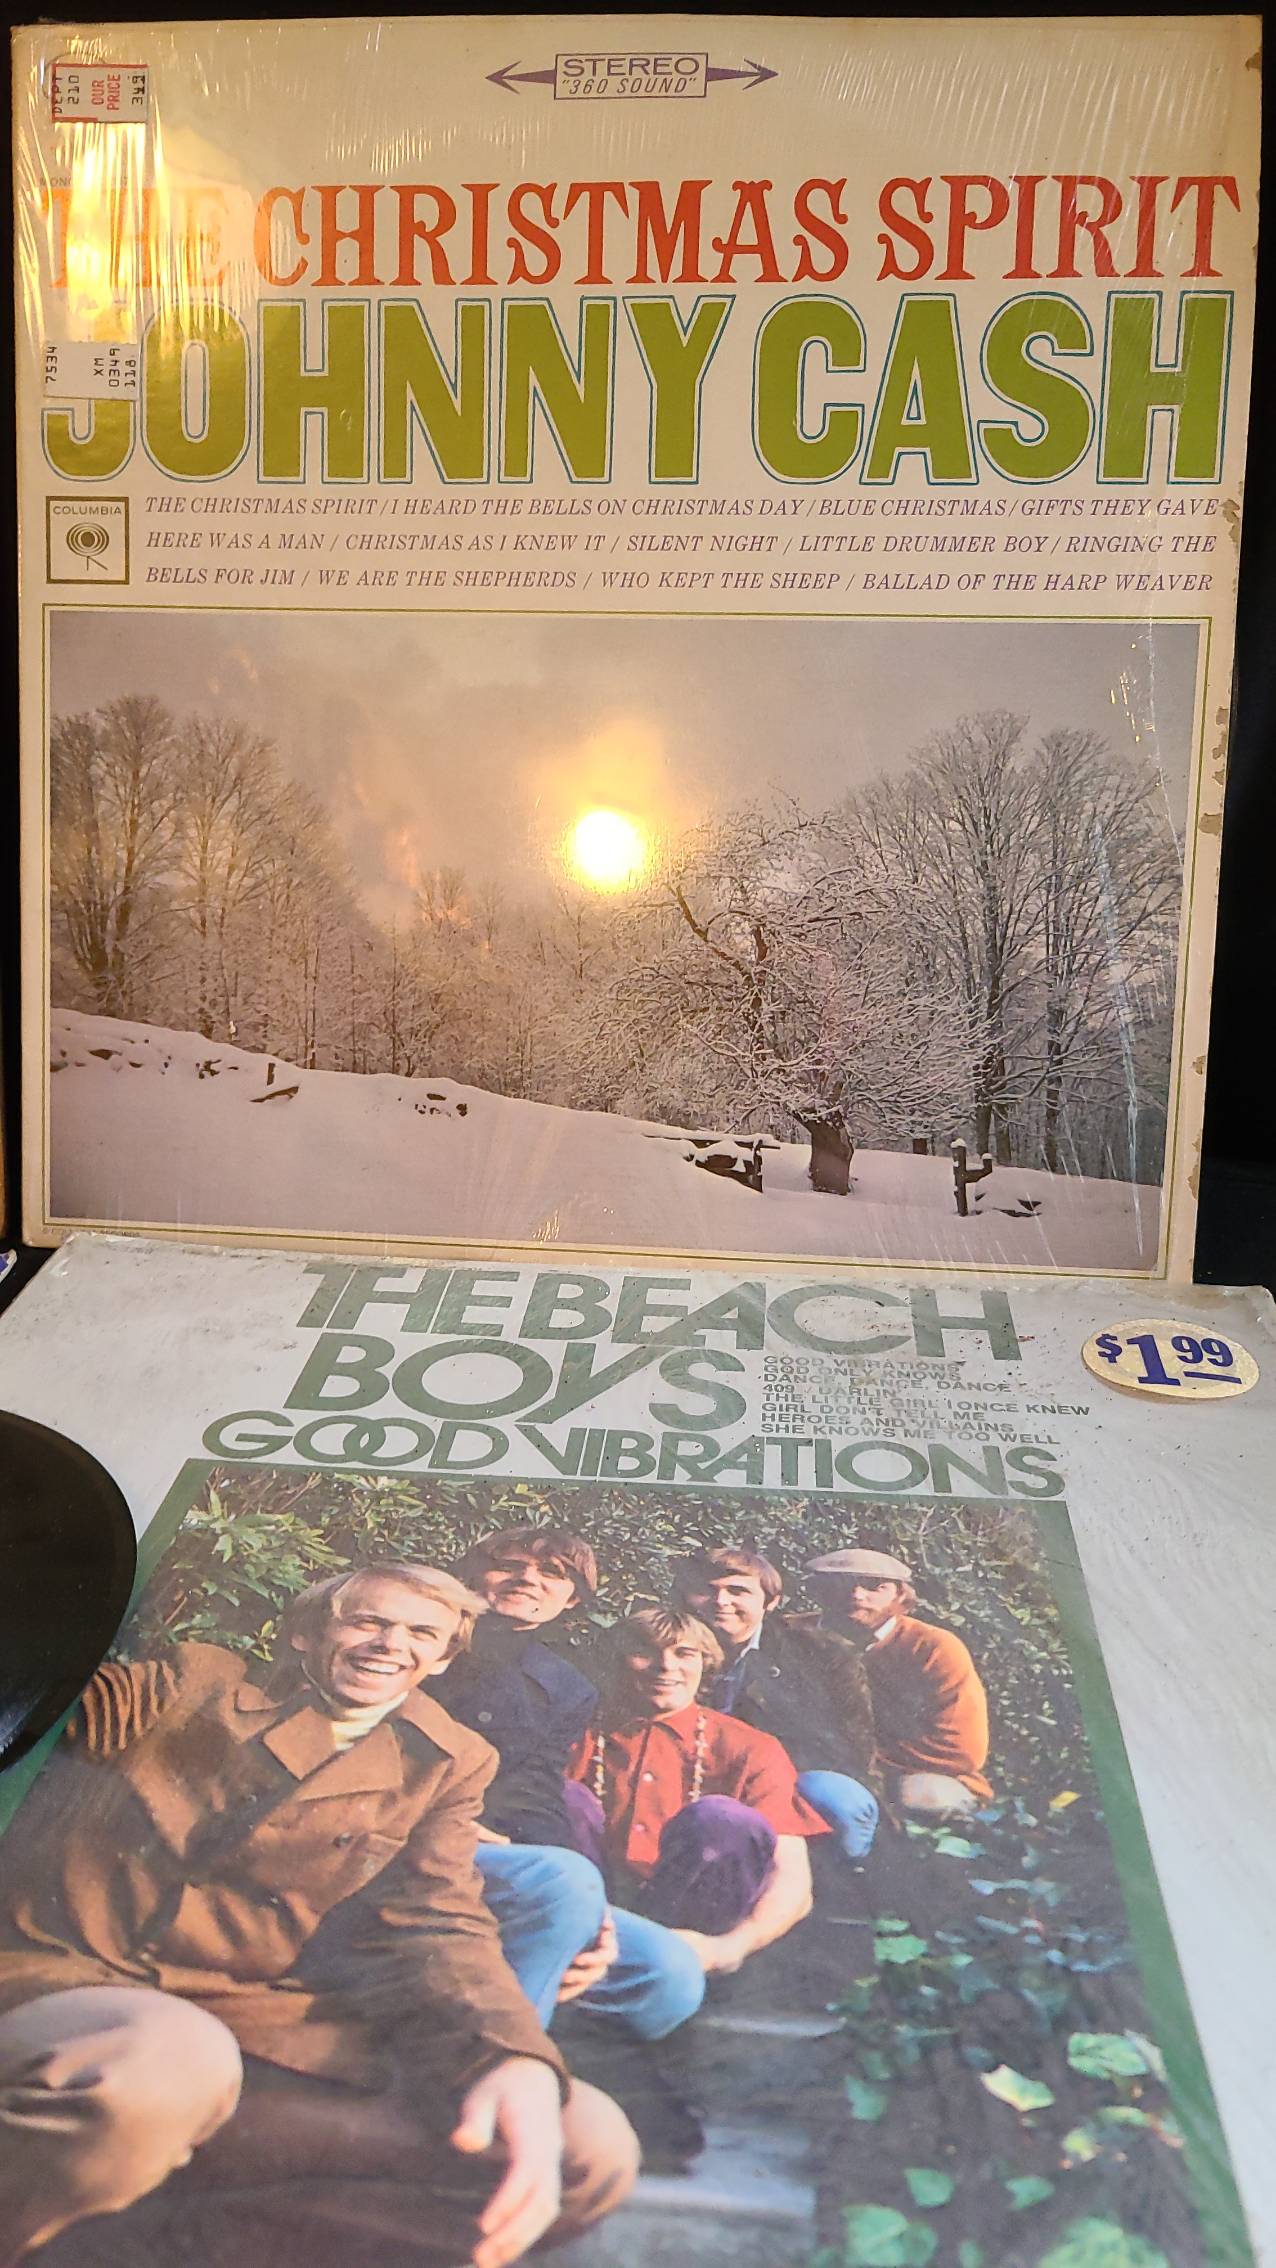 STEREO
"360 SOUND"
DEPT 210
OUR PRICE
349
THE CHRISTMAS SPIRIT
JOHNNY CASH
7534
XM
0349
118
COLUMBIA
THE CHRISTMAS SPIRIT / I HEARD THE BELLS ON CHRISTMAS DAY / BLUE CHRISTMAS / GIFTS THEY GAVE
HERE WAS A MAN / CHRISTMAS AS I KNEW IT / SILENT NIGHT / LITTLE DRUMMER BOY / RINGING THE
BELLS FOR JIM / WE ARE THE SHEPHERDS / WHO KEPT THE SHEEP / BALLAD OF THE HARP WEAVER
THE BEACH
BOYS
GOOD VIBRATIONS
GOD ONLY KNOWS
DANCE, DANCE, DANCE
409 / DARLIN'
THE LITTLE GIRL I ONCE KNEW
GIRL DON'T TELL ME
HEROES AND VILLAINS
SHE KNOWS ME TOO WELL
GOOD VIBRATIONS
$1.99